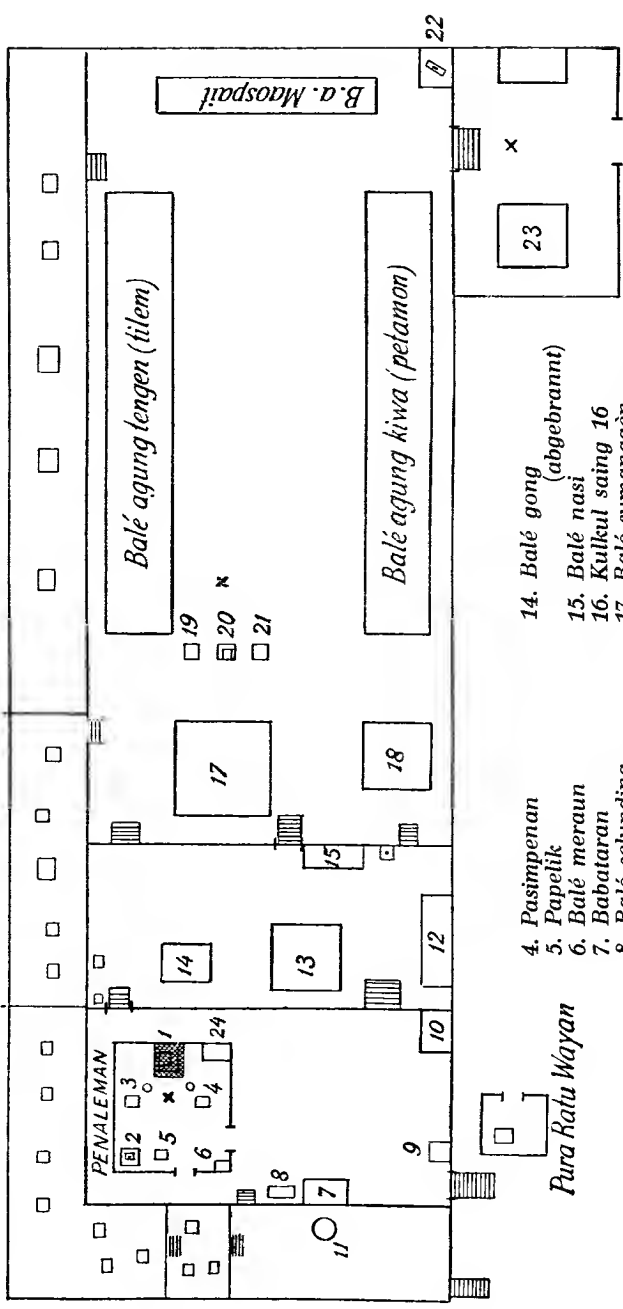 B.a. Maospait
22
Balé agung tengen (tilem)
Balé agung kiwa (petamon)
23
19
20
21
17
18
15
14
13
12
PENALEMAN
1
24
3
4
2
5
6
10
9
8
7
11
Pura Ratu Wayan
4. Pasimpenan
5. Papelik
6. Balé meraun
7. Babataran
14. Balé gong
(abgebrannt)
15. Balé nasi
16. Kulkul saing 16